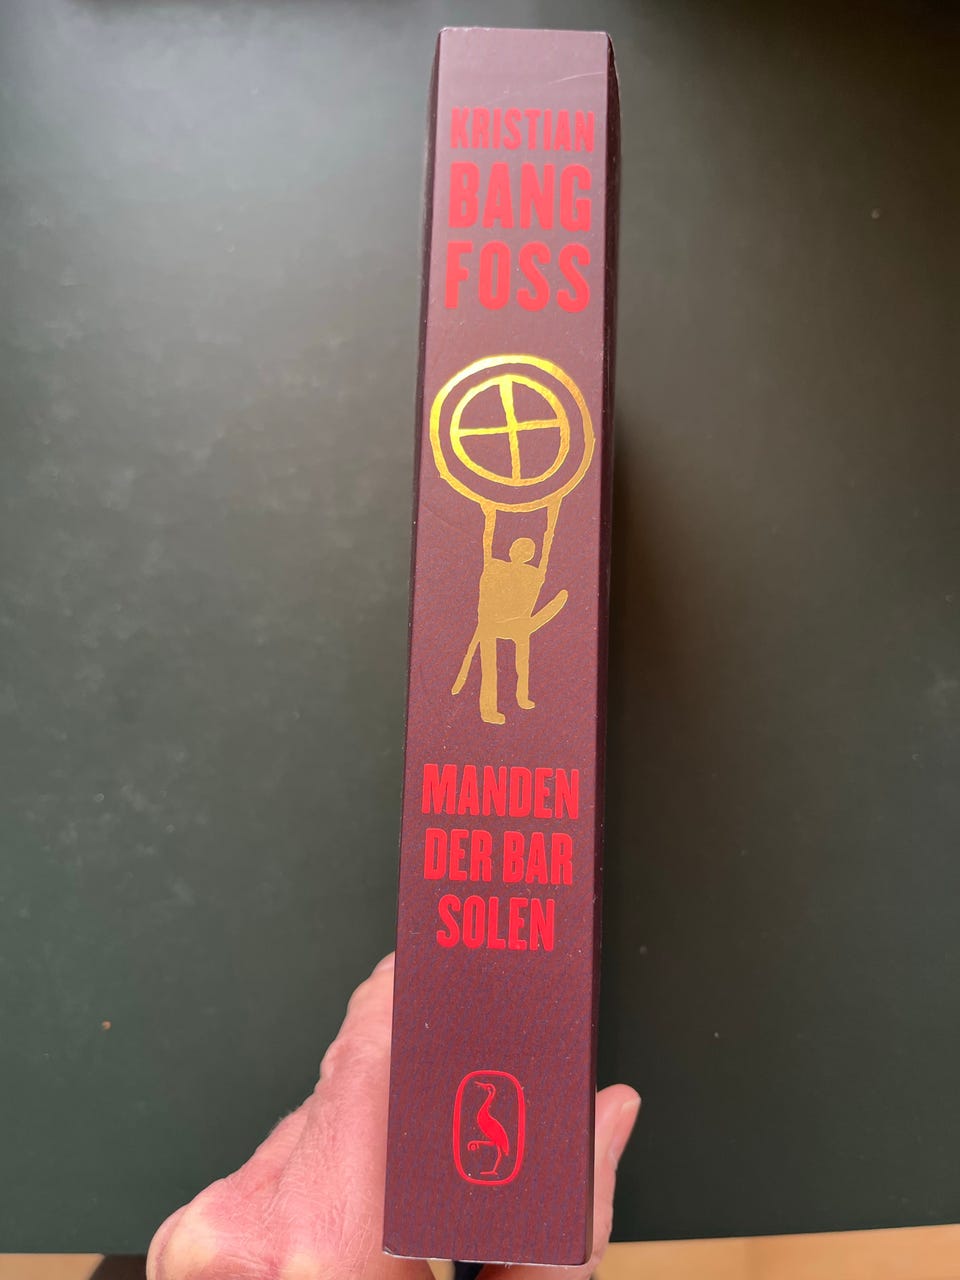 KRISTIAN
BANG
FOSS
MANDEN
DER BAR
SOLEN